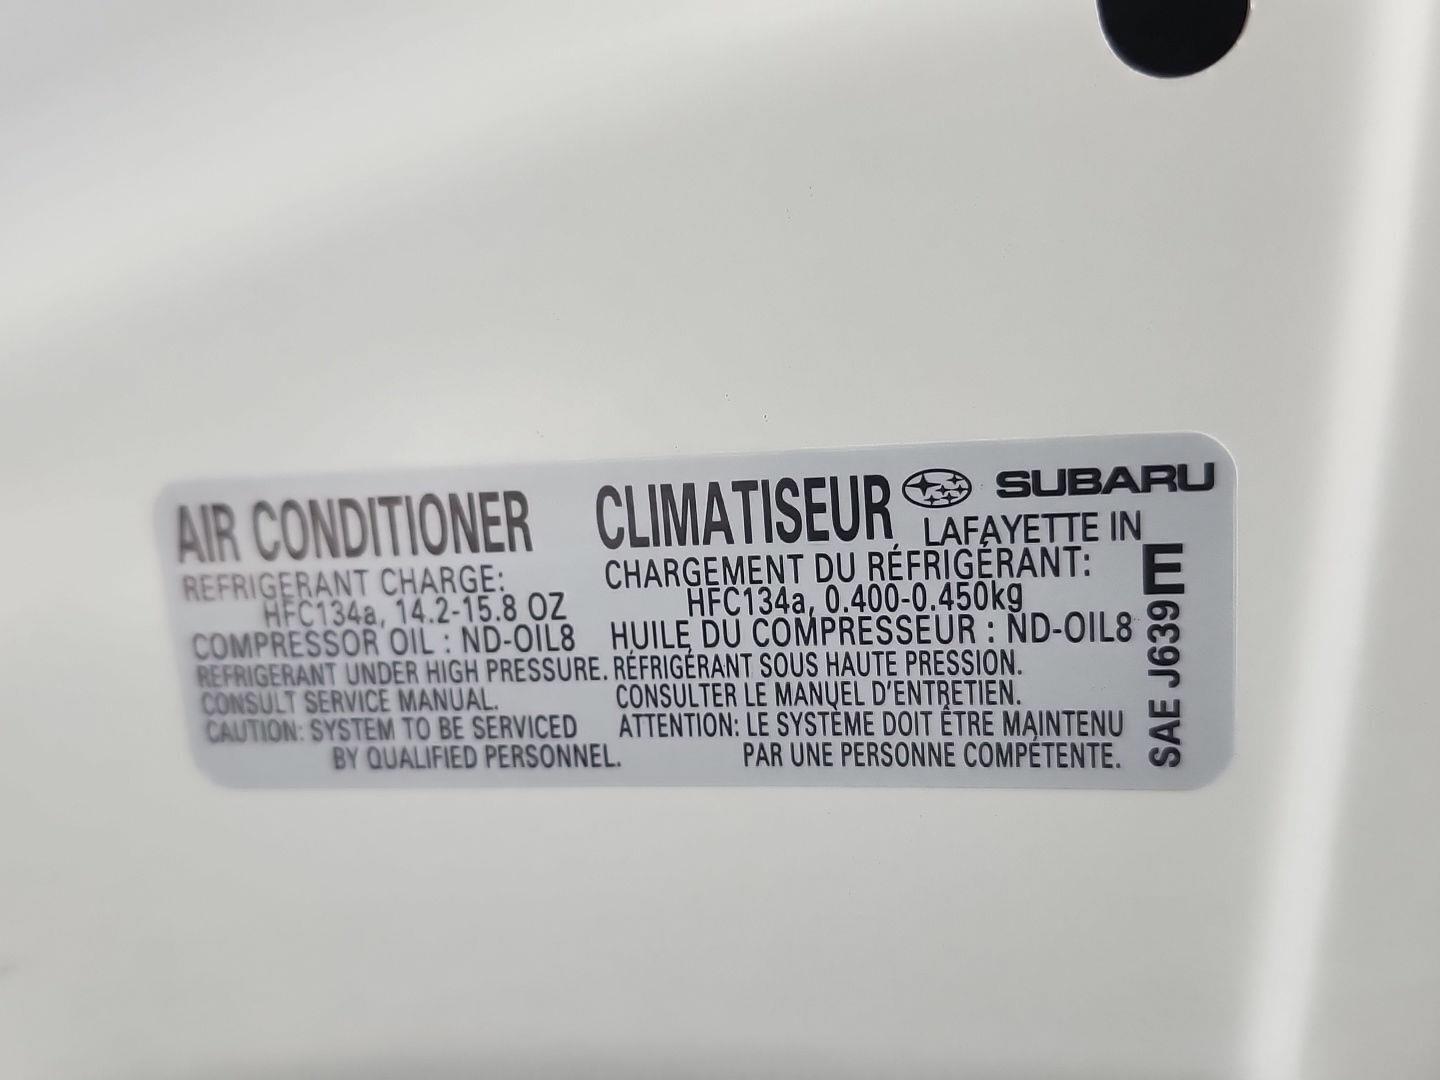 AIR CONDITIONER
REFRIGERANT CHARGE:
HFC134a, 14.2-15.8 OZ
COMPRESSOR OIL : ND-OIL8
REFRIGERANT UNDER HIGH PRESSURE.
CONSULT SERVICE MANUAL.
CAUTION: SYSTEM TO BE SERVICED
BY QUALIFIED PERSONNEL.
CLIMATISEUR
SUBARU
LAFAYETTE IN
CHARGEMENT DU RÉFRIGÉRANT:
HFC134a, 0.400-0.450kg
HUILE DU COMPRESSEUR : ND-OIL8
RÉFRIGÉRANT SOUS HAUTE PRESSION.
CONSULTER LE MANUEL D'ENTRETIEN.
ATTENTION: LE SYSTÈME DOIT ÊTRE MAINTENU
PAR UNE PERSONNE COMPÉTENTE.
E
SAE J639